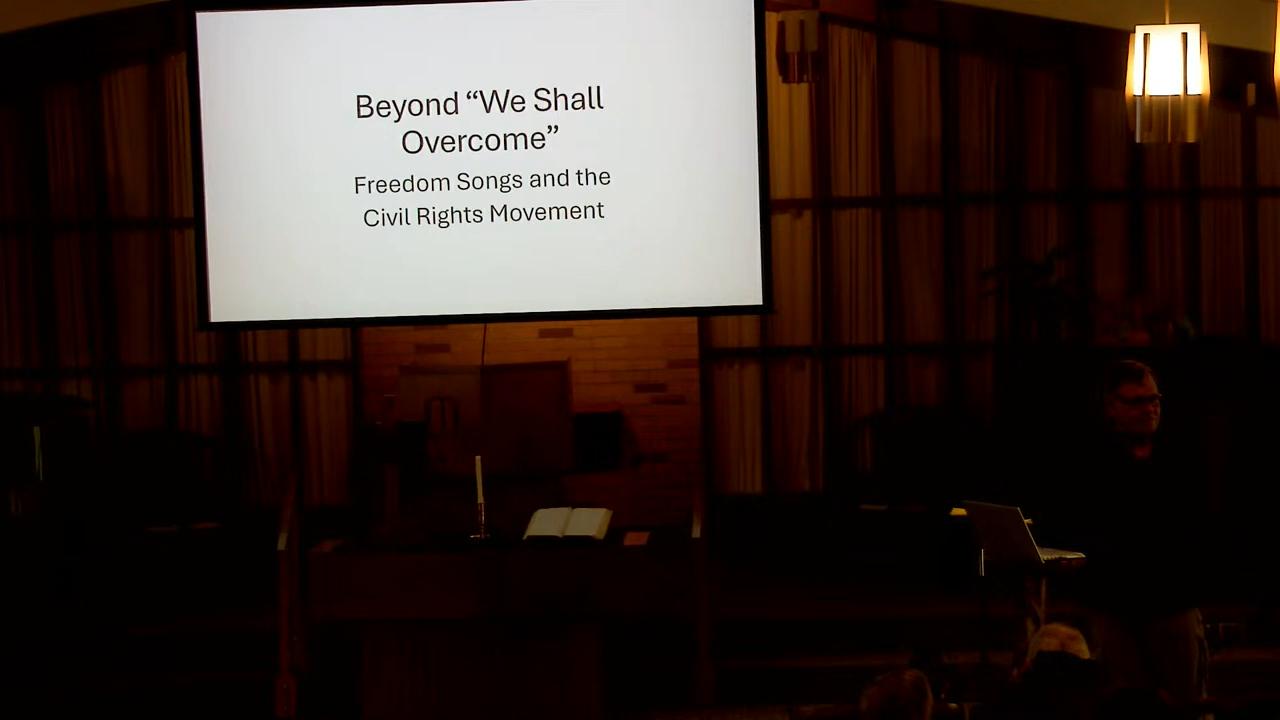 Beyond “We Shall
Overcome”
Freedom Songs and the
Civil Rights Movement